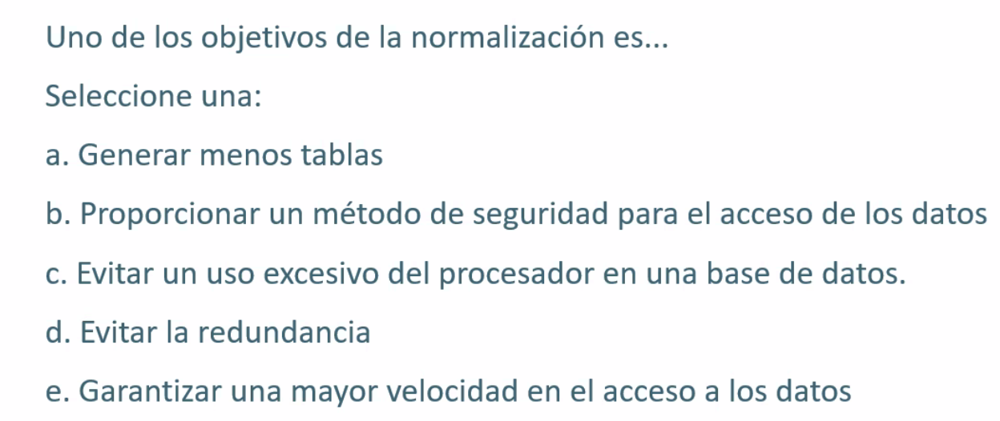 Uno de los objetivos de la normalización es...
Seleccione una:
a. Generar menos tablas
b. Proporcionar un método de seguridad para el acceso de los datos
c. Evitar un uso excesivo del procesador en una base de datos.
d. Evitar la redundancia
e. Garantizar una mayor velocidad en el acceso a los datos